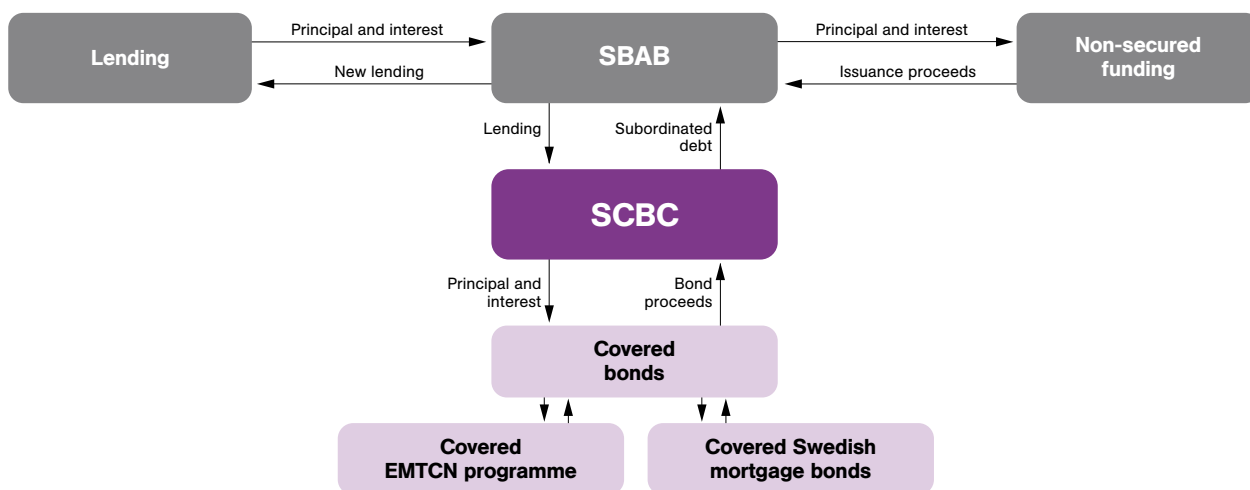 Lending
Principal and interest
New lending
SBAB
Principal and interest
Issuance proceeds
Non-secured
funding
Lending
Subordinated
debt
SCBC
Principal and
interest
Bond
proceeds
Covered
bonds
Covered
EMTCN programme
Covered Swedish
mortgage bonds